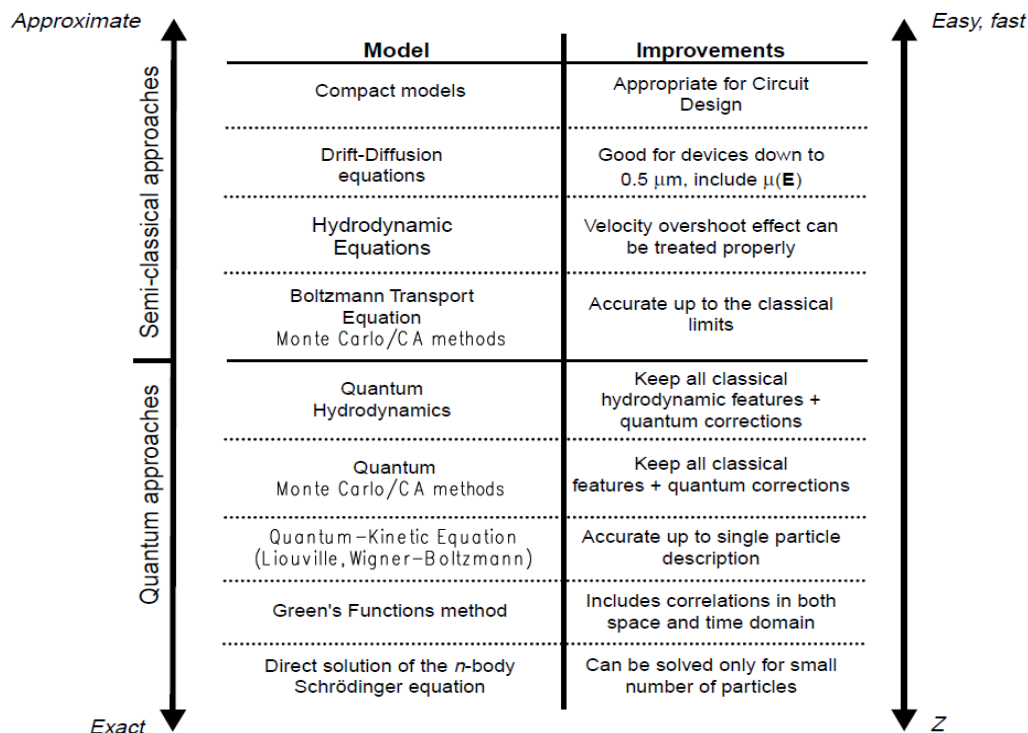 Approximate
Easy, fast
Model
Improvements
Semi-classical approaches
Compact models
Appropriate for Circuit
Design
Drift-Diffusion
equations
Good for devices down to
0.5 μm, include μ(E)
Hydrodynamic
Equations
Velocity overshoot effect can
be treated properly
Boltzmann Transport
Equation
Monte Carlo/CA methods
Accurate up to the classical
limits
Quantum approaches
Quantum
Hydrodynamics
Keep all classical
hydrodynamic features +
quantum corrections
Quantum
Monte Carlo/CA methods
Keep all classical
features + quantum corrections
Quantum-Kinetic Equation
(Liouville, Wigner-Boltzmann)
Accurate up to single particle
description
Green's Functions method
Includes correlations in both
space and time domain
Direct solution of the n-body
Schrödinger equation
Can be solved only for small
number of particles
Exact
Z